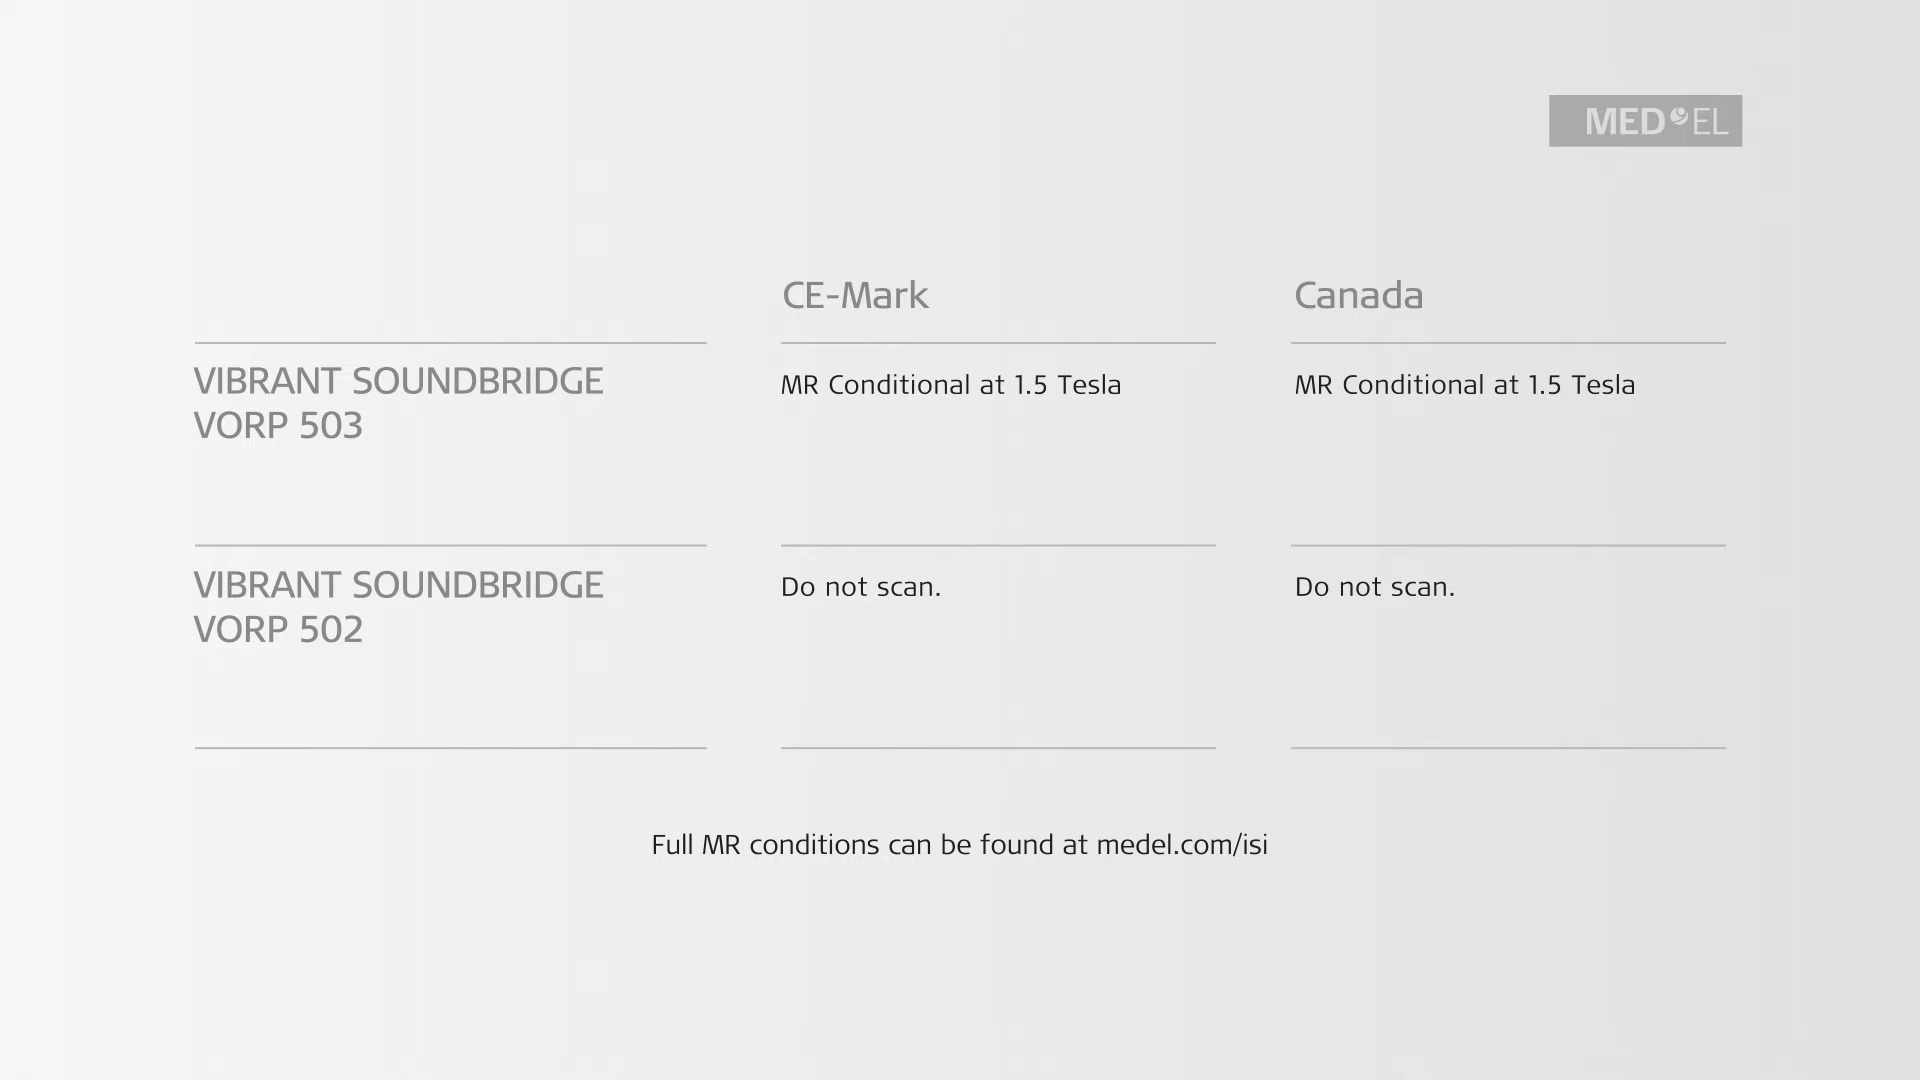 MED EL
CE-Mark
Canada
VIBRANT SOUNDBRIDGE
VORP 503
MR Conditional at 1.5 Tesla
MR Conditional at 1.5 Tesla
VIBRANT SOUNDBRIDGE
VORP 502
Do not scan.
Do not scan.
Full MR conditions can be found at medel.com/isi